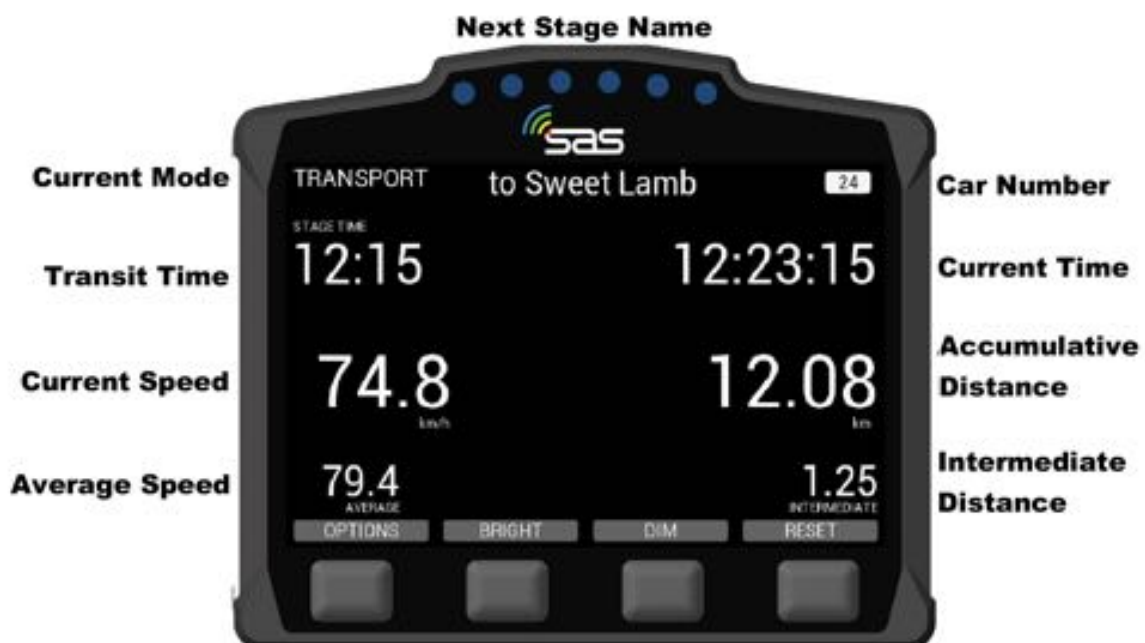 Next Stage Name
sas
Current Mode
TRANSPORT
to Sweet Lamb
24
Car Number
STAGE TIME
Transit Time
12:15
12:23:15
Current Time
Current Speed
74.8
km/h
12.08
km
Accumulative
Distance
Average Speed
79.4
AVERAGE
1.25
INTERMEDIATE
Intermediate
Distance
OPTIONS
BRIGHT
DIM
RESET